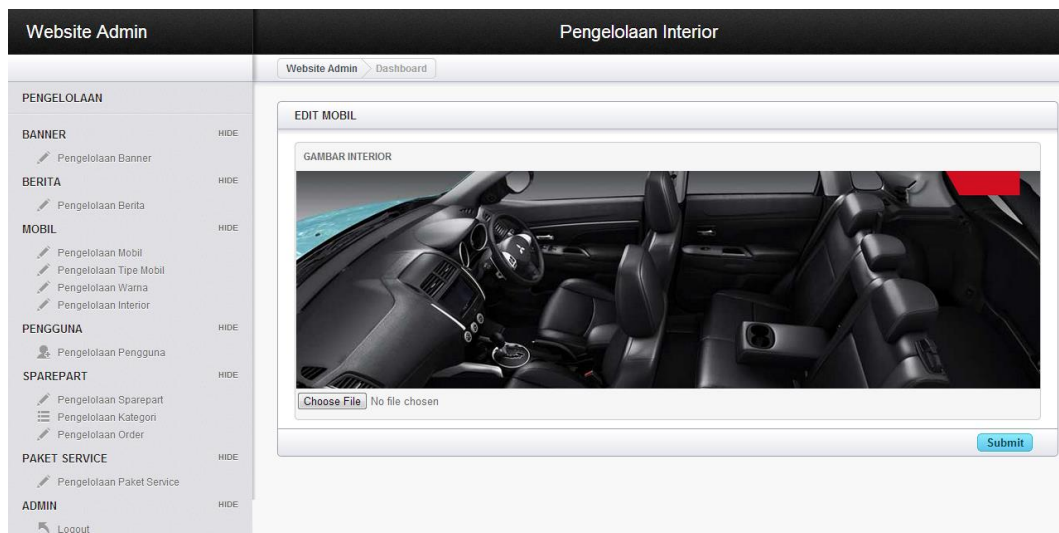 Website Admin
Pengelolaan Interior
Website Admin
Dashboard
PENGELOLAAN
BANNER HIDE
Pengelolaan Banner
BERITA HIDE
Pengelolaan Berita
MOBIL HIDE
Pengelolaan Mobil
Pengelolaan Tipe Mobil
Pengelolaan Warna
Pengelolaan Interior
PENGGUNA HIDE
Pengelolaan Pengguna
SPAREPART HIDE
Pengelolaan Sparepart
Pengelolaan Kategori
Pengelolaan Order
PAKET SERVICE HIDE
Pengelolaan Paket Service
ADMIN HIDE
Logout
EDIT MOBIL
GAMBAR INTERIOR
Choose File No file chosen
Submit